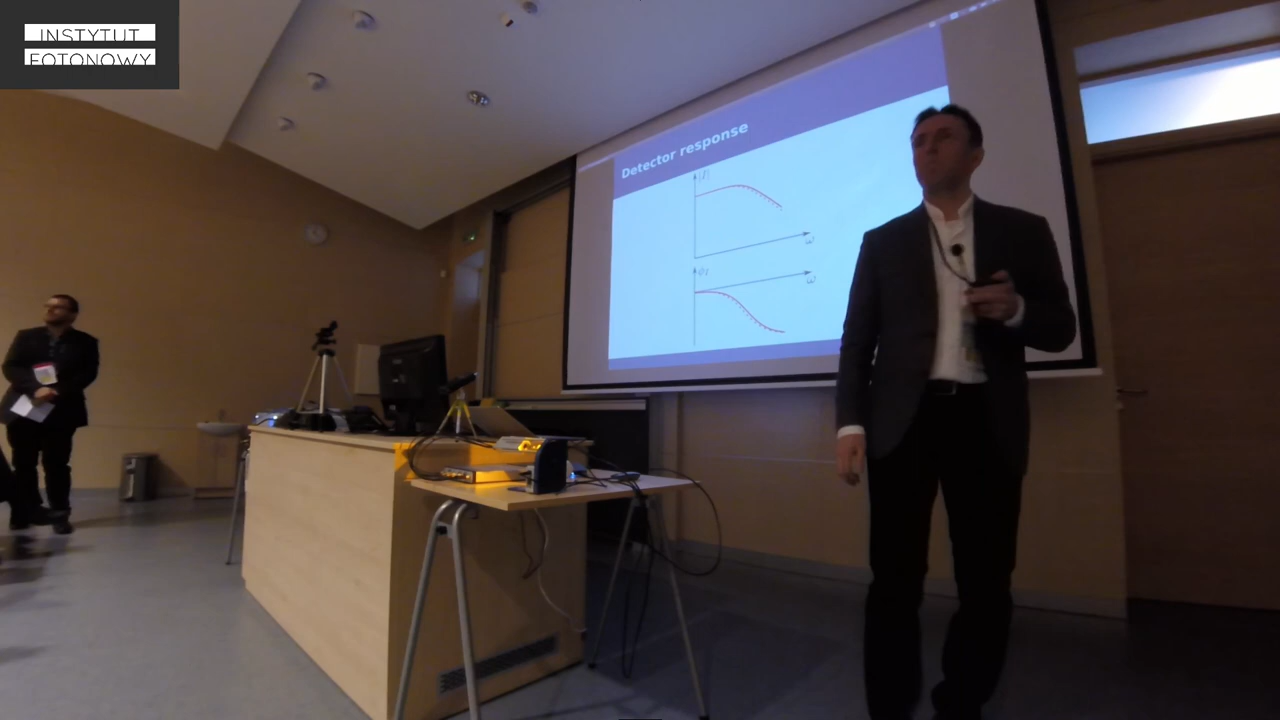 INSTYTUT
FOTONOWY
Detector response
ω
ω